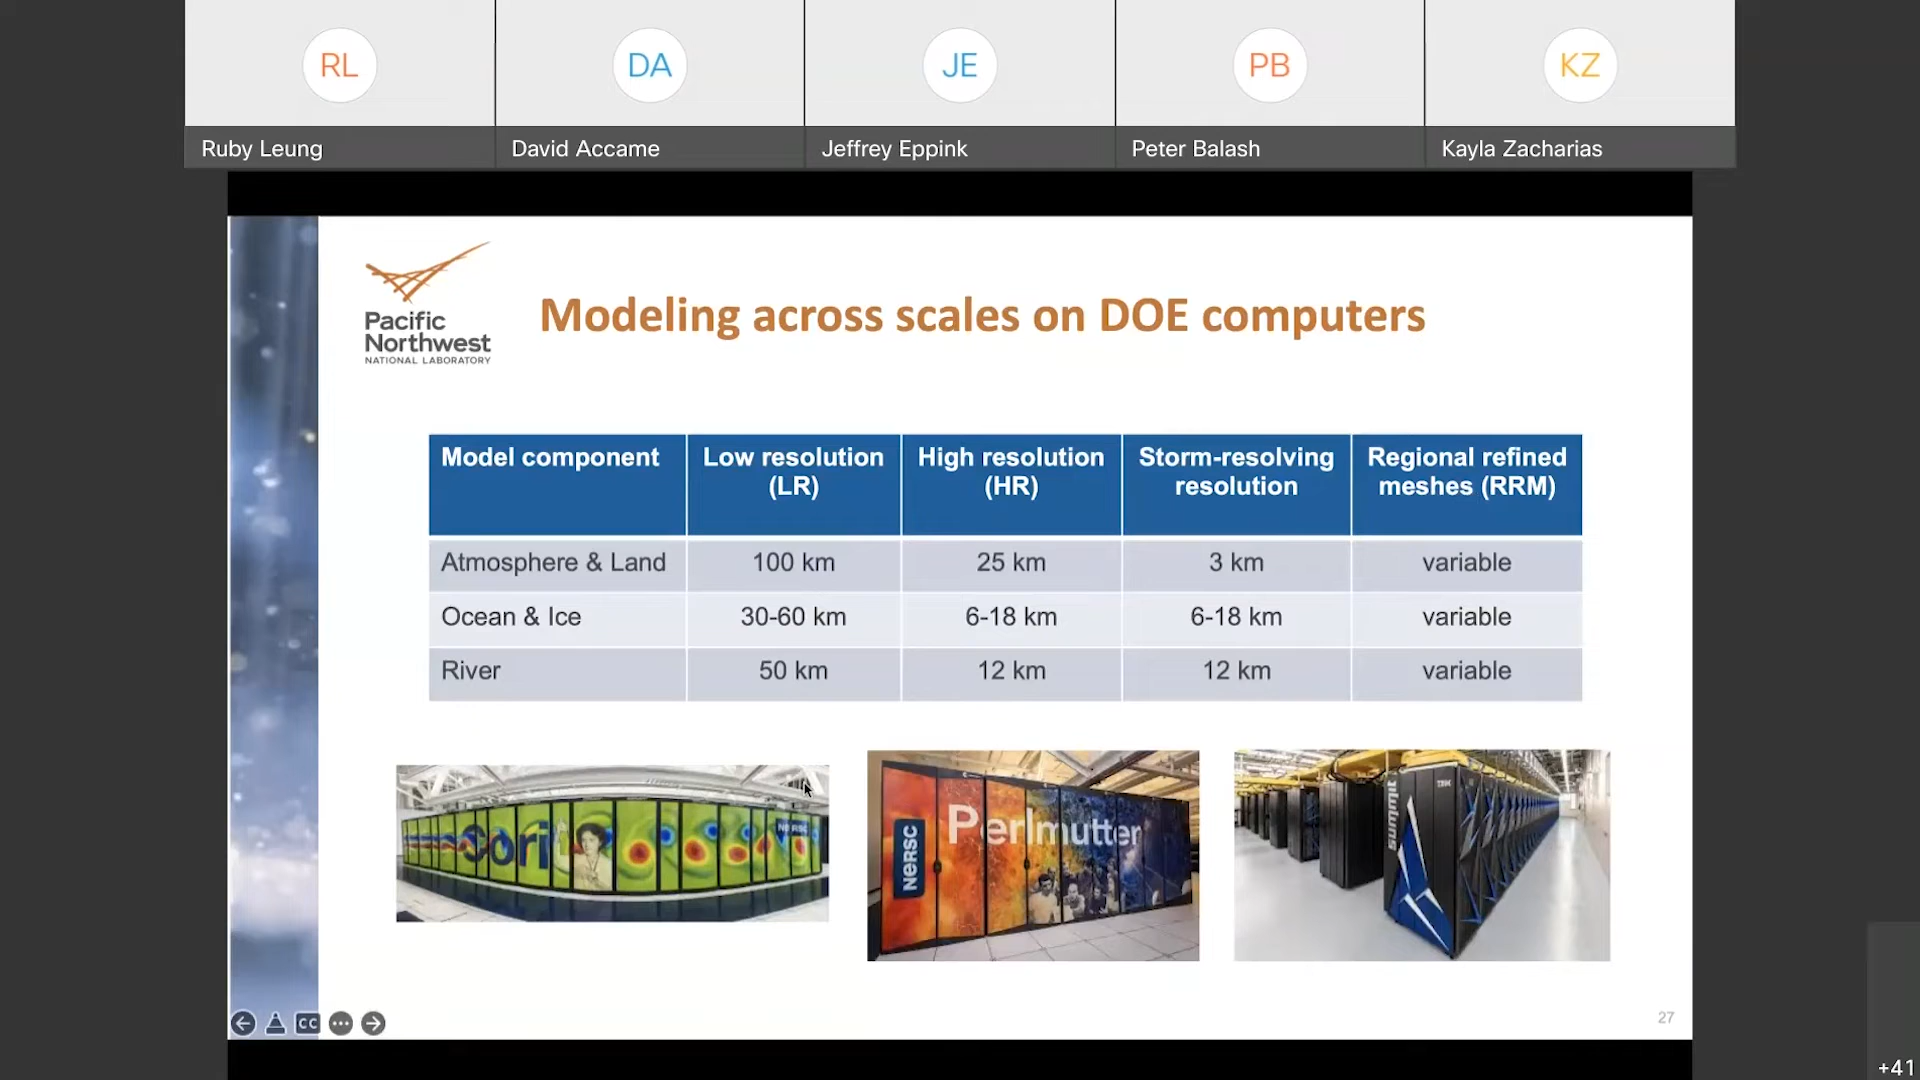 RL
DA
JE
PB
KZ
Ruby Leung
David Accame
Jeffrey Eppink
Peter Balash
Kayla Zacharias
Pacific
Northwest
NATIONAL LABORATORY
Modeling across scales on DOE computers
Model component
Low resolution
(LR)
High resolution
(HR)
Storm-resolving
resolution
Regional refined
meshes (RRM)
Atmosphere & Land
100 km
25 km
3 km
variable
Ocean & Ice
30-60 km
6-18 km
6-18 km
variable
River
50 km
12 km
12 km
variable
Cori
NERSC
NERSC
Perlmutter
SUMMIT
IBM
CC
27
+41